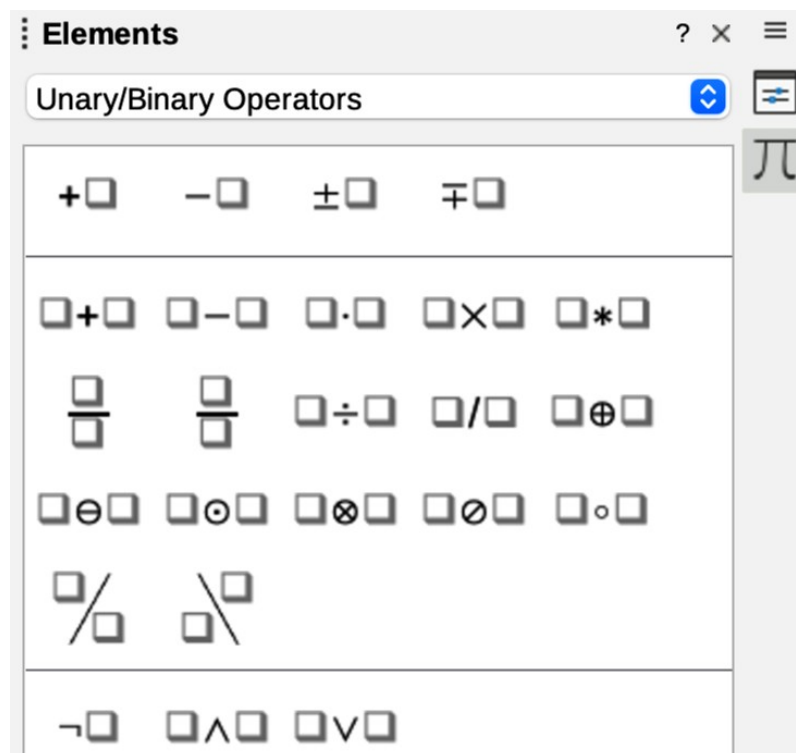 Elements ? ×
Unary/Binary Operators
+□ −□ ±□ ∓□
□+□ □−□ □·□ □×□ □∗□
□/□ □/□ □÷□ □/□ □⊕□
□⊖□ □⊙□ □⊗□ □⊘□ □∘□
□/□ □\□
¬□ □∧□ □∨□
π